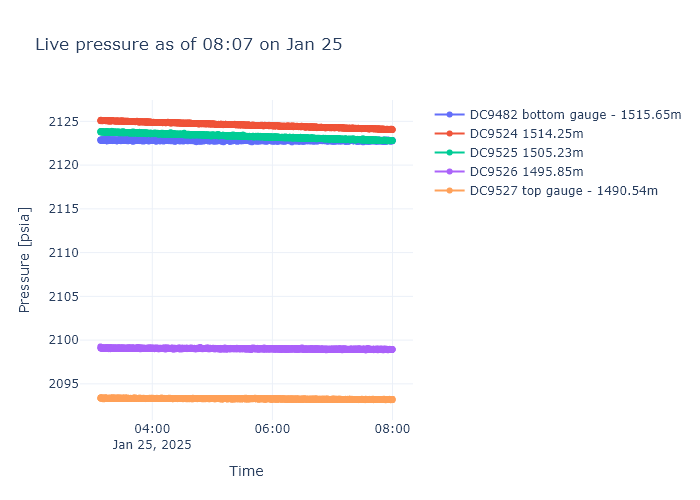 Live pressure as of 08:07 on Jan 25
DC9482 bottom gauge - 1515.65m
DC9524 1514.25m
DC9525 1505.23m
DC9526 1495.85m
DC9527 top gauge - 1490.54m
Pressure [psia]
2125
2120
2115
2110
2105
2100
2095
04:00
06:00
08:00
Jan 25, 2025
Time